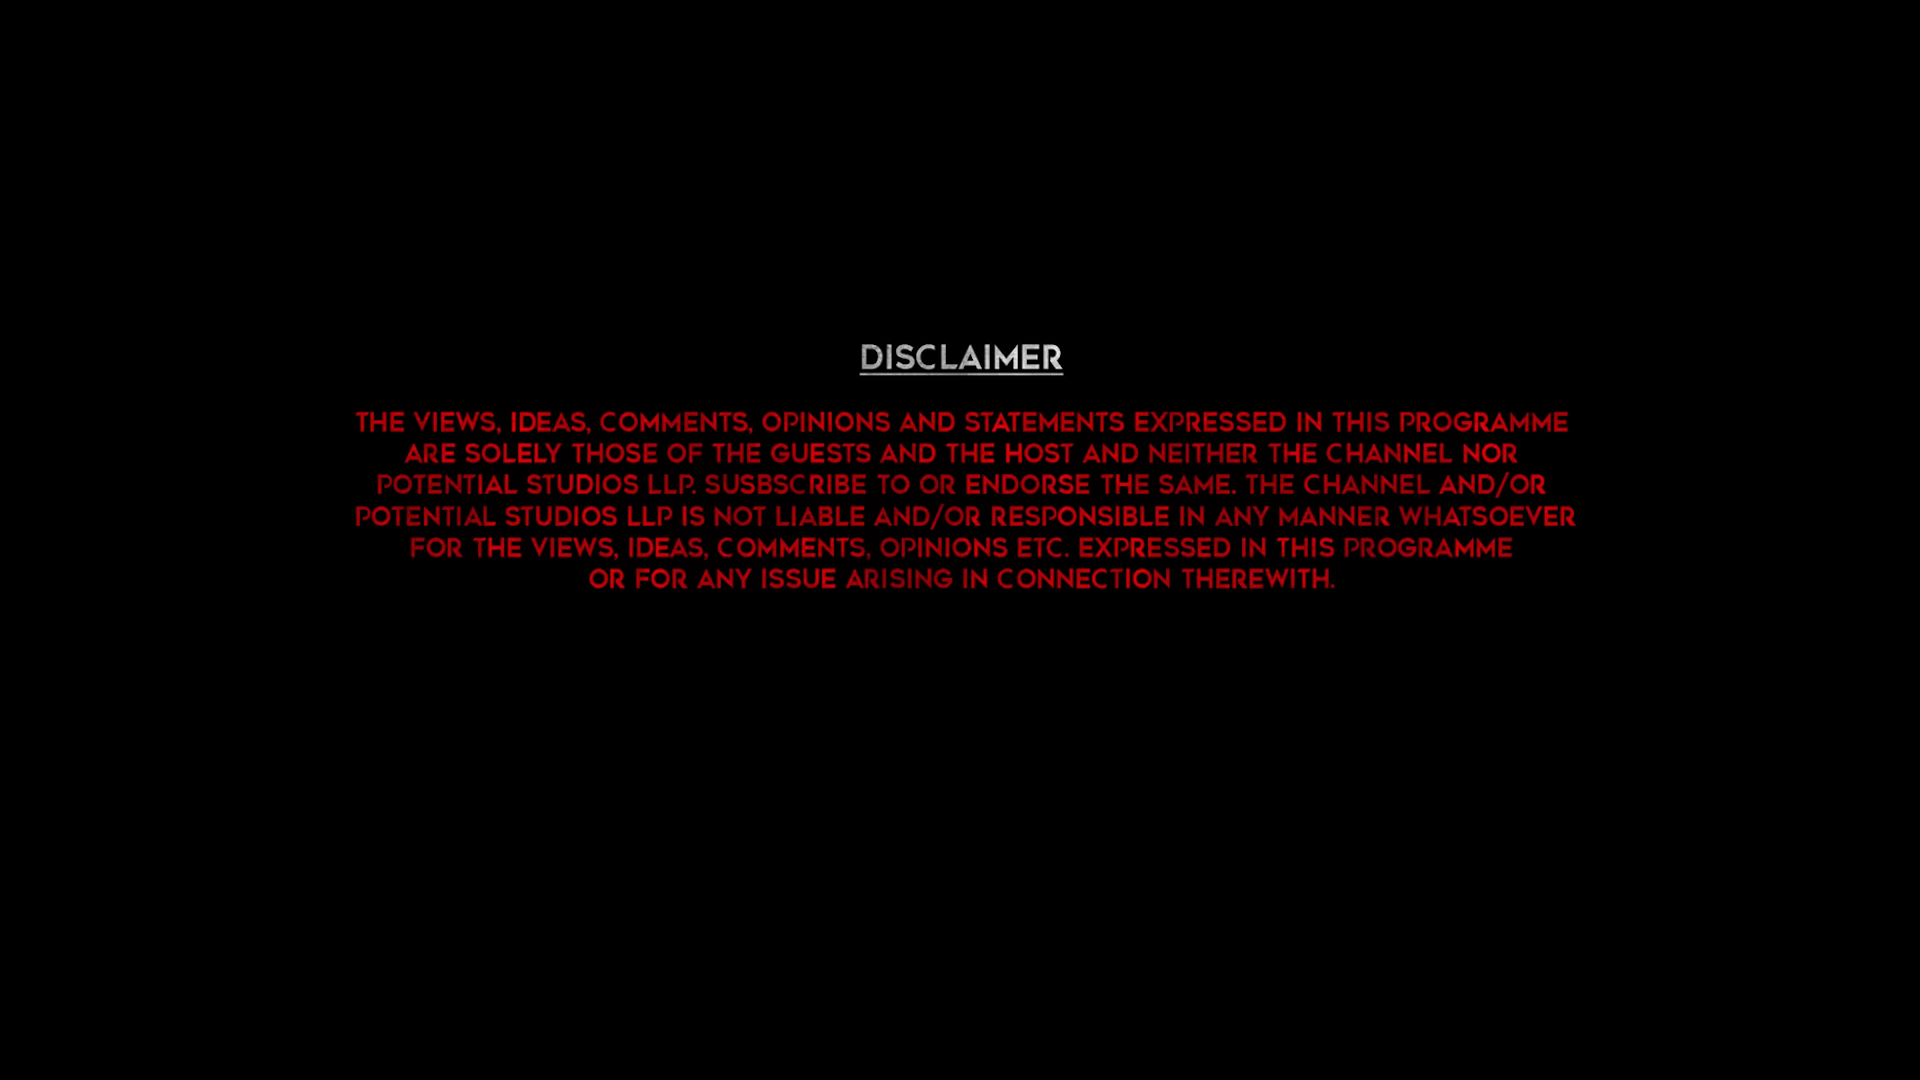 DISCLAIMER
THE VIEWS, IDEAS, COMMENTS, OPINIONS AND STATEMENTS EXPRESSED IN THIS PROGRAMME
ARE SOLELY THOSE OF THE GUESTS AND THE HOST AND NEITHER THE CHANNEL NOR
POTENTIAL STUDIOS LLP. SUSBSCRIBE TO OR ENDORSE THE SAME. THE CHANNEL AND/OR
POTENTIAL STUDIOS LLP IS NOT LIABLE AND/OR RESPONSIBLE IN ANY MANNER WHATSOEVER
FOR THE VIEWS, IDEAS, COMMENTS, OPINIONS ETC. EXPRESSED IN THIS PROGRAMME
OR FOR ANY ISSUE ARISING IN CONNECTION THEREWITH.